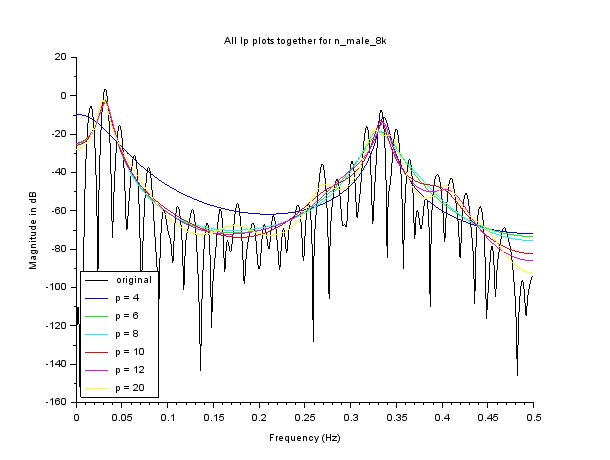 All lp plots together for n_male_8k
20
0
-20
-40
-60
-80
-100
-120
-140
-160
Magnitude in dB
original
p = 4
p = 6
p = 8
p = 10
p = 12
p = 20
0
0.05
0.1
0.15
0.2
0.25
0.3
0.35
0.4
0.45
0.5
Frequency (Hz)